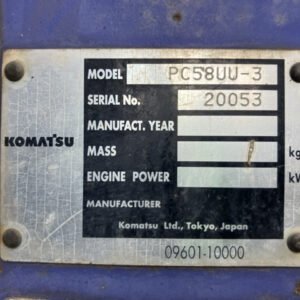 MODEL PC58UU-3
SERIAL No. 20053
MANUFACT. YEAR
KOMATSU
MASS kg
ENGINE POWER kW
MANUFACTURER
Komatsu Ltd., Tokyo, Japan
09601-10000